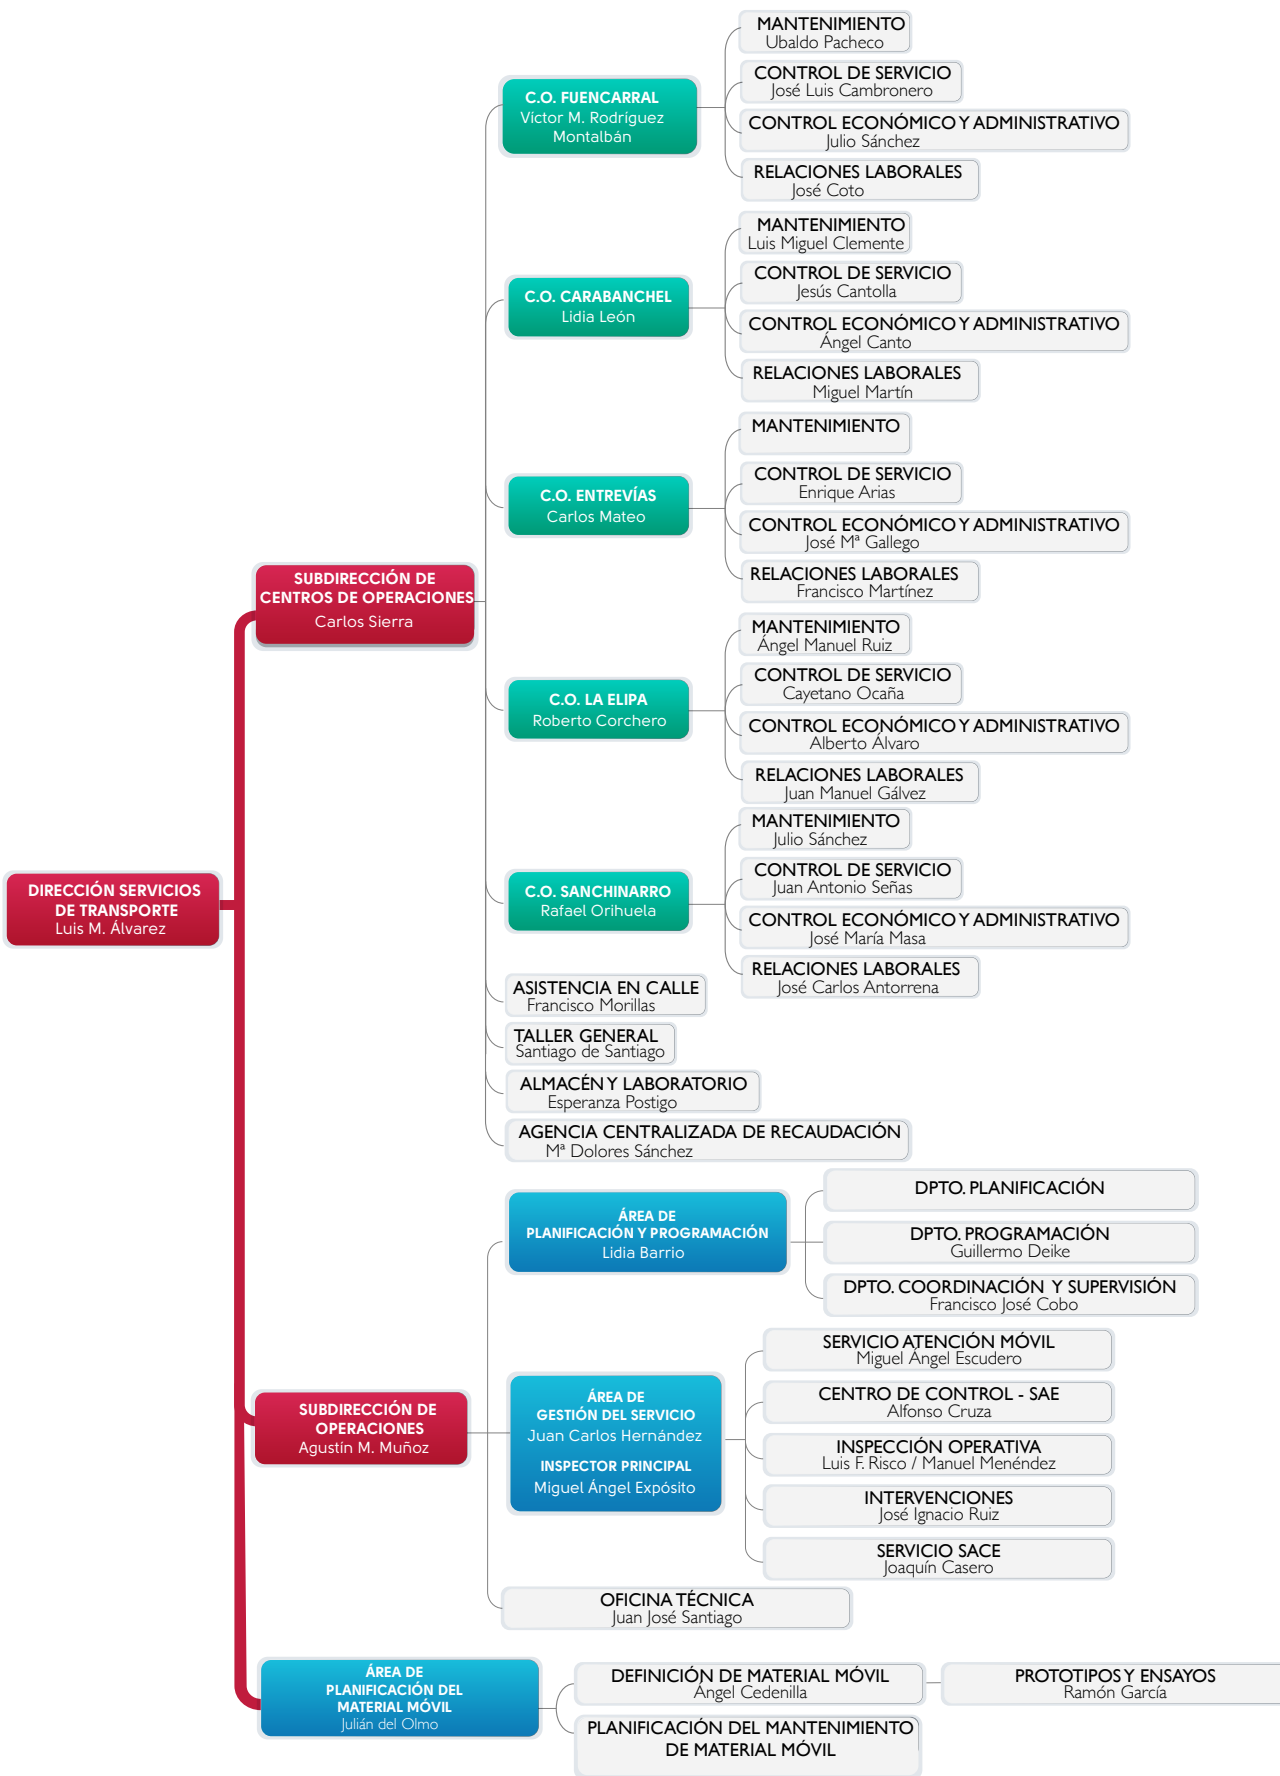 MANTENIMIENTO
Ubaldo Pacheco
CONTROL DE SERVICIO
José Luis Cambronero
C.O. FUENCARRAL
Víctor M. Rodríguez
Montalbán
CONTROL ECONÓMICO Y ADMINISTRATIVO
Julio Sánchez
RELACIONES LABORALES
José Coto
MANTENIMIENTO
Luis Miguel Clemente
CONTROL DE SERVICIO
Jesús Cantolla
C.O. CARABANCHEL
Lidia León
CONTROL ECONÓMICO Y ADMINISTRATIVO
Ángel Canto
RELACIONES LABORALES
Miguel Martín
MANTENIMIENTO
CONTROL DE SERVICIO
Enrique Arias
C.O. ENTREVÍAS
Carlos Mateo
CONTROL ECONÓMICO Y ADMINISTRATIVO
José Mª Gallego
RELACIONES LABORALES
Francisco Martínez
SUBDIRECCIÓN DE
CENTROS DE OPERACIONES
Carlos Sierra
MANTENIMIENTO
Ángel Manuel Ruiz
CONTROL DE SERVICIO
Cayetano Ocaña
C.O. LA ELIPA
Roberto Corchero
CONTROL ECONÓMICO Y ADMINISTRATIVO
Alberto Álvaro
RELACIONES LABORALES
Juan Manuel Gálvez
MANTENIMIENTO
Julio Sánchez
CONTROL DE SERVICIO
Juan Antonio Señas
C.O. SANCHINARRO
Rafael Orihuela
CONTROL ECONÓMICO Y ADMINISTRATIVO
José María Masa
RELACIONES LABORALES
José Carlos Antorrena
DIRECCIÓN SERVICIOS
DE TRANSPORTE
Luis M. Álvarez
ASISTENCIA EN CALLE
Francisco Morillas
TALLER GENERAL
Santiago de Santiago
ALMACÉN Y LABORATORIO
Esperanza Postigo
AGENCIA CENTRALIZADA DE RECAUDACIÓN
Mª Dolores Sánchez
ÁREA DE
PLANIFICACIÓN Y PROGRAMACIÓN
Lidia Barrio
DPTO. PLANIFICACIÓN
DPTO. PROGRAMACIÓN
Guillermo Deike
DPTO. COORDINACIÓN Y SUPERVISIÓN
Francisco José Cobo
SUBDIRECCIÓN DE
OPERACIONES
Agustín M. Muñoz
ÁREA DE
GESTIÓN DEL SERVICIO
Juan Carlos Hernández
INSPECTOR PRINCIPAL
Miguel Ángel Expósito
SERVICIO ATENCIÓN MÓVIL
Miguel Ángel Escudero
CENTRO DE CONTROL - SAE
Alfonso Cruza
INSPECCIÓN OPERATIVA
Luis F. Risco / Manuel Menéndez
INTERVENCIONES
José Ignacio Ruiz
SERVICIO SACE
Joaquín Casero
OFICINA TÉCNICA
Juan José Santiago
ÁREA DE
PLANIFICACIÓN DEL
MATERIAL MÓVIL
Julián del Olmo
DEFINICIÓN DE MATERIAL MÓVIL
Ángel Cedenilla
PROTOTIPOS Y ENSAYOS
Ramón García
PLANIFICACIÓN DEL MANTENIMIENTO
DE MATERIAL MÓVIL